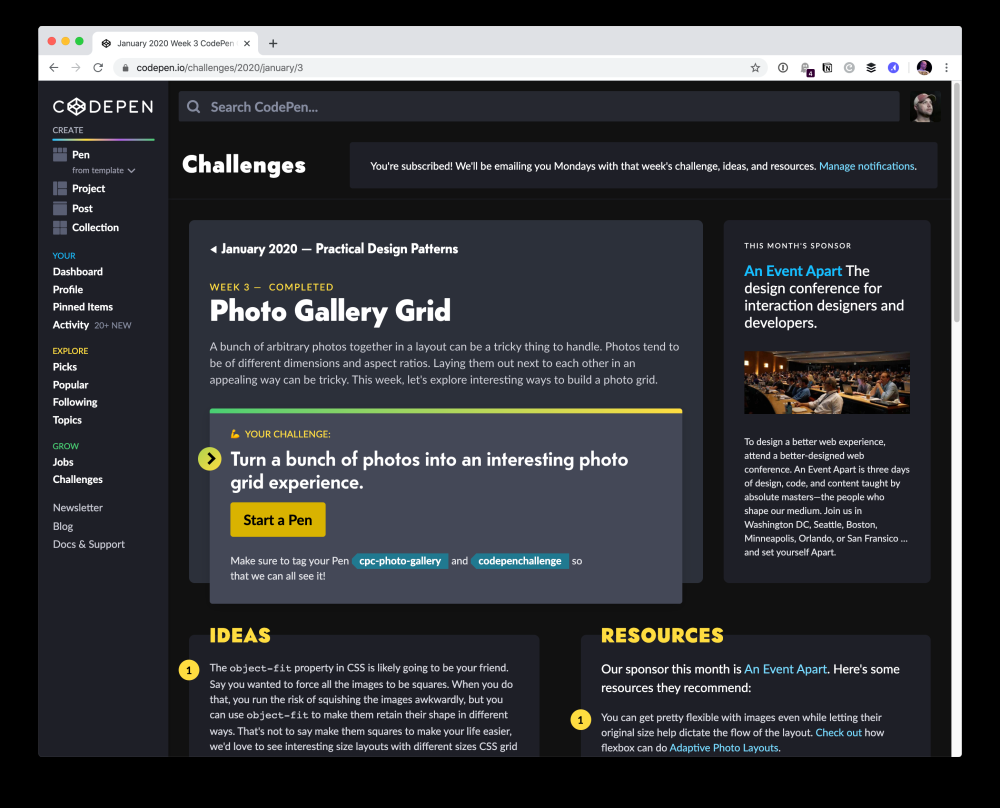 January 2020 Week 3 CodePen
codepen.io/challenges/2020/january/3
4
CODEPEN
Search CodePen...
CREATE
Pen
from template
Project
Post
Collection
YOUR
Dashboard
Profile
Pinned Items
Activity 20+ NEW
EXPLORE
Picks
Popular
Following
Topics
GROW
Jobs
Challenges
Newsletter
Blog
Docs & Support
Challenges
You're subscribed! We'll be emailing you Mondays with that week's challenge, ideas, and resources. Manage notifications.
January 2020 — Practical Design Patterns
WEEK 3 — COMPLETED
Photo Gallery Grid
A bunch of arbitrary photos together in a layout can be a tricky thing to handle. Photos tend to
be of different dimensions and aspect ratios. Laying them out next to each other in an
appealing way can be tricky. This week, let's explore interesting ways to build a photo grid.
YOUR CHALLENGE:
Turn a bunch of photos into an interesting photo
grid experience.
Start a Pen
Make sure to tag your Pen cpc-photo-gallery and codepenchallenge so
that we can all see it!
THIS MONTH'S SPONSOR
An Event Apart The
design conference for
interaction designers and
developers.
To design a better web experience,
attend a better-designed web
conference. An Event Apart is three days
of design, code, and content taught by
absolute masters—the people who
shape our medium. Join us in
Washington DC, Seattle, Boston,
Minneapolis, Orlando, or San Fransico ...
and set yourself Apart.
IDEAS
1
The object-fit property in CSS is likely going to be your friend.
Say you wanted to force all the images to be squares. When you do
that, you run the risk of squishing the images awkwardly, but you
can use object-fit to make them retain their shape in different
ways. That's not to say make them squares to make your life easier,
we'd love to see interesting size layouts with different sizes CSS grid
RESOURCES
Our sponsor this month is An Event Apart. Here's some
resources they recommend:
1
You can get pretty flexible with images even while letting their
original size help dictate the flow of the layout. Check out how
flexbox can do Adaptive Photo Layouts.